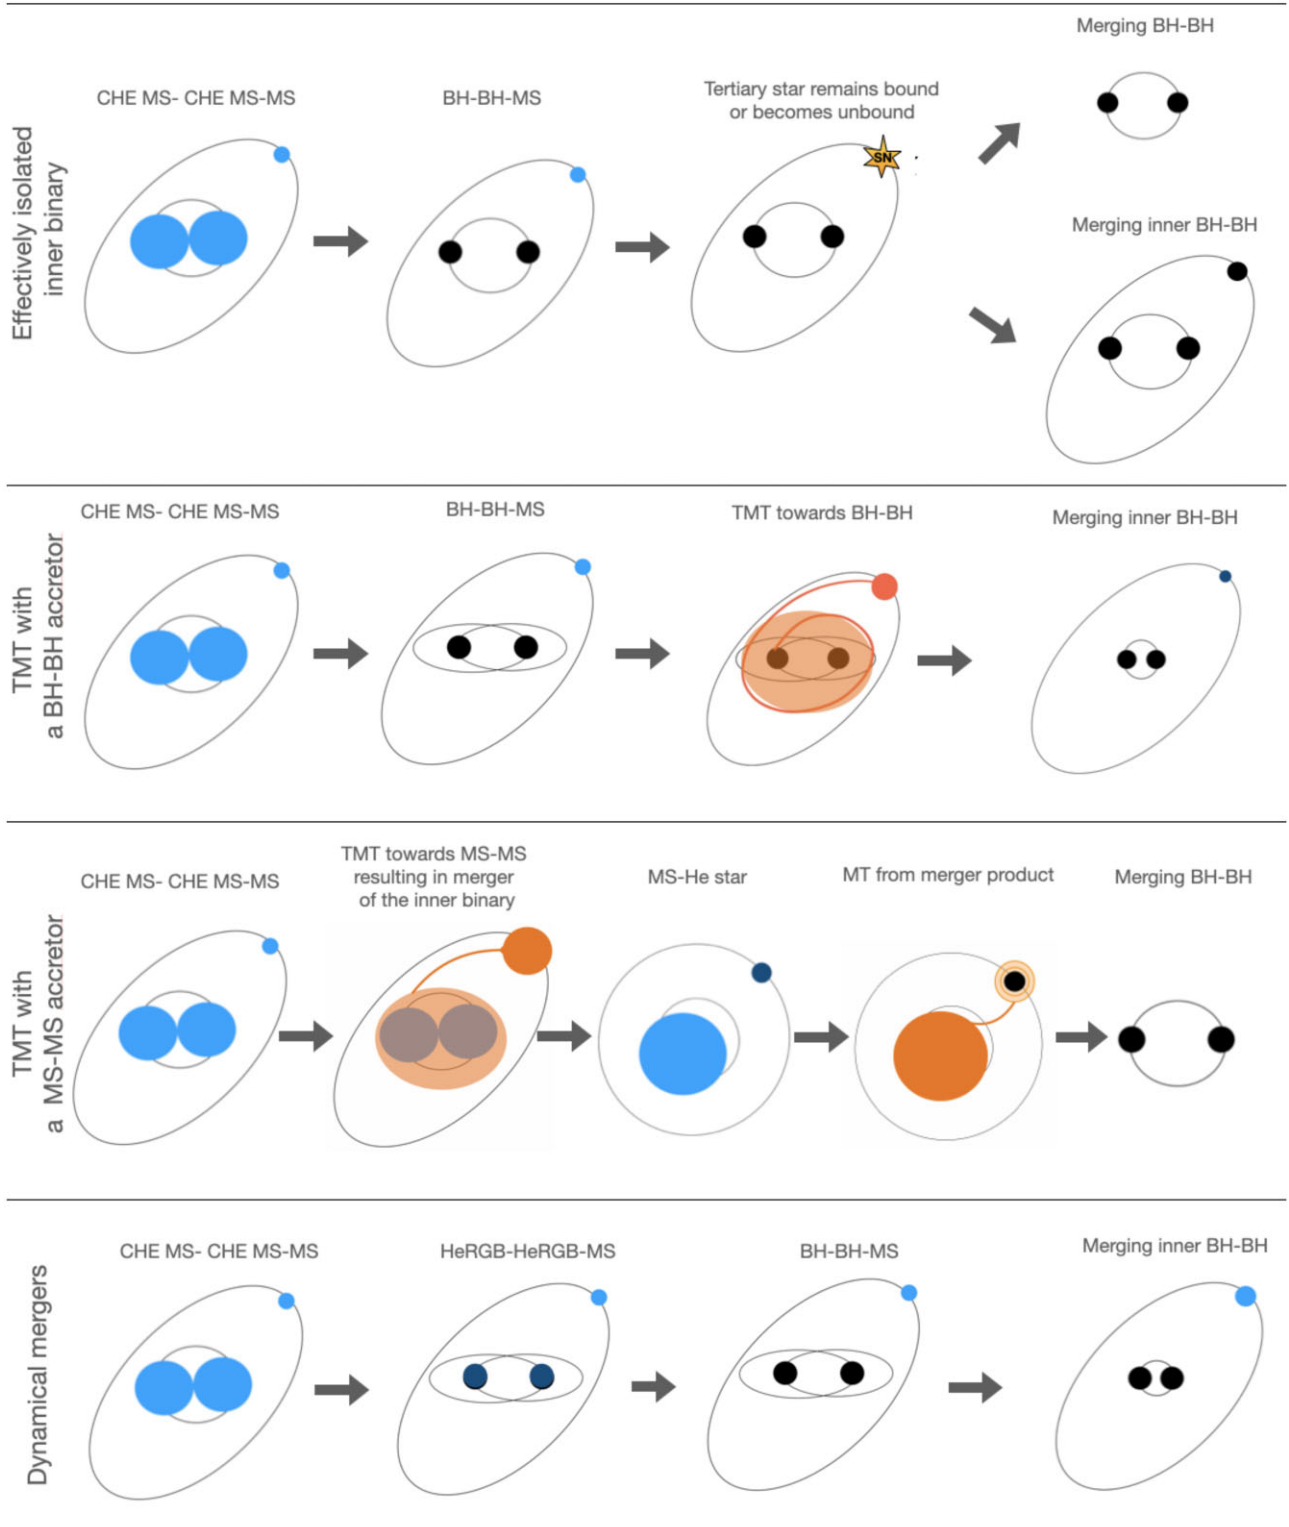 Effectively isolated
inner binary
CHE MS- CHE MS-MS
BH-BH-MS
Tertiary star remains bound
or becomes unbound
SN
Merging BH-BH
Merging inner BH-BH
TMT with
a BH-BH accretor
CHE MS- CHE MS-MS
BH-BH-MS
TMT towards BH-BH
Merging inner BH-BH
TMT with
a MS-MS accretor
CHE MS- CHE MS-MS
TMT towards MS-MS
resulting in merger
of the inner binary
MS-He star
MT from merger product
Merging BH-BH
Dynamical mergers
CHE MS- CHE MS-MS
HeRGB-HeRGB-MS
BH-BH-MS
Merging inner BH-BH